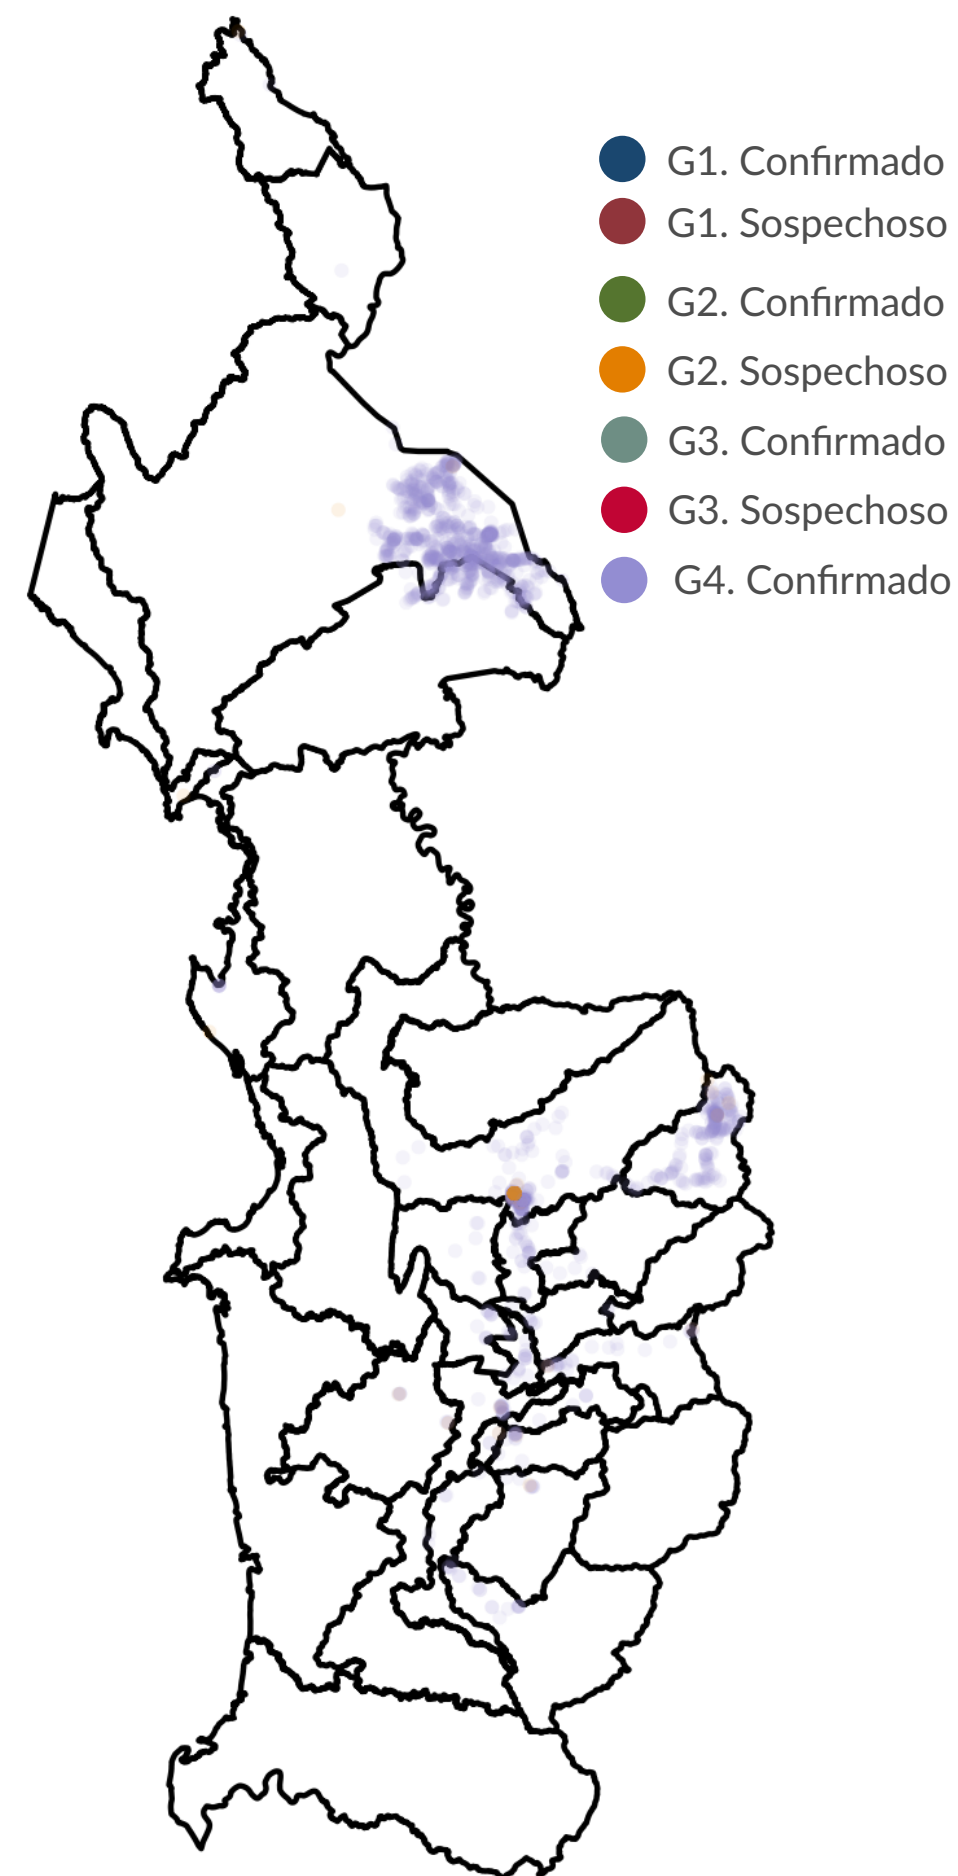 G1. Confirmado
G1. Sospechoso
G2. Confirmado
G2. Sospechoso
G3. Confirmado
G3. Sospechoso
G4. Confirmado